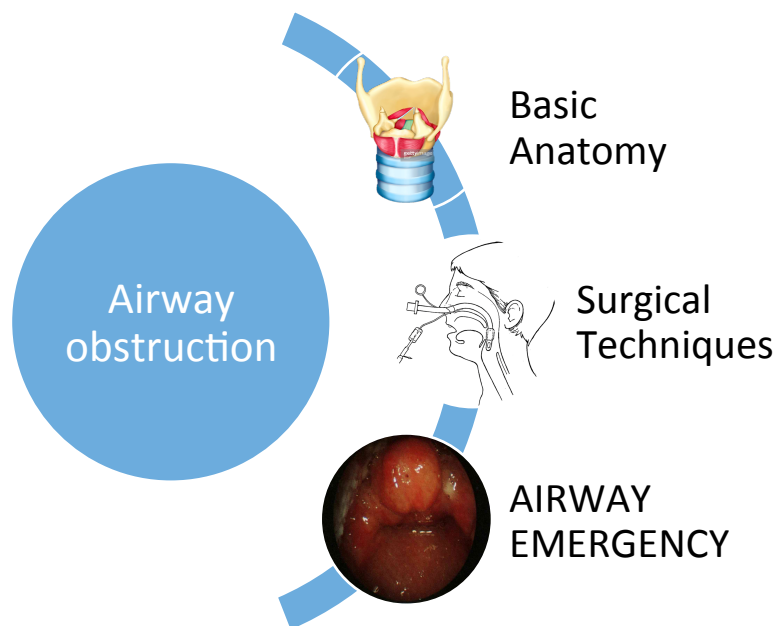 Basic
Anatomy
Airway
obstruction
Surgical
Techniques
AIRWAY
EMERGENCY